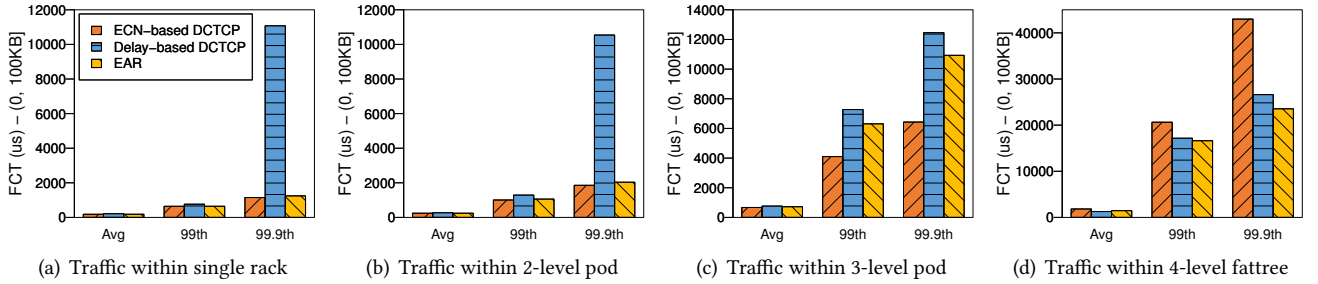 FCT (us) − (0, 100KB]
12000
10000
8000
6000
4000
2000
0
ECN−based DCTCP
Delay−based DCTCP
EAR
Avg 99th 99.9th
(a) Traffic within single rack
FCT (us) − (0, 100KB]
12000
10000
8000
6000
4000
2000
0
Avg 99th 99.9th
(b) Traffic within 2-level pod
FCT (us) − (0, 100KB]
14000
12000
10000
8000
6000
4000
2000
0
Avg 99th 99.9th
(c) Traffic within 3-level pod
FCT (us) − (0, 100KB]
40000
30000
20000
10000
0
Avg 99th 99.9th
(d) Traffic within 4-level fattree